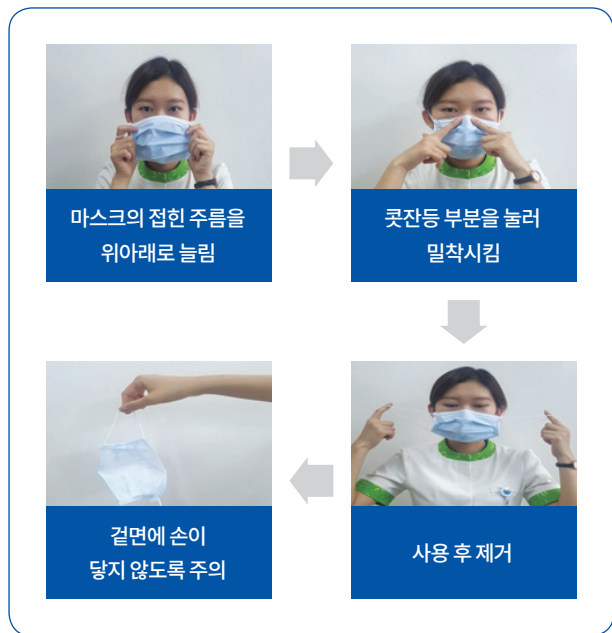 마스크의 접힌 주름을
위아래로 늘림
콧잔등 부분을 눌러
밀착시킴
사용 후 제거
겉면에 손이
닿지 않도록 주의